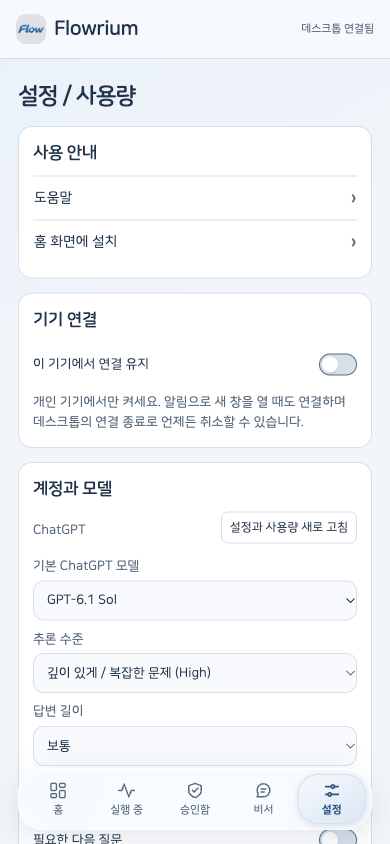 Flow
Flowrium
데스크톱 연결됨
설정 / 사용량
사용 안내
도움말
홈 화면에 설치
기기 연결
이 기기에서 연결 유지
개인 기기에서만 켜세요. 알림으로 새 창을 열 때도 연결하며
데스크톱의 연결 종료로 언제든 취소할 수 있습니다.
계정과 모델
ChatGPT
설정과 사용량 새로 고침
기본 ChatGPT 모델
GPT-6.1 Sol
추론 수준
깊이 있게 / 복잡한 문제 (High)
답변 길이
보통
홈
실행 중
승인함
비서
설정
필요한 다음 질문